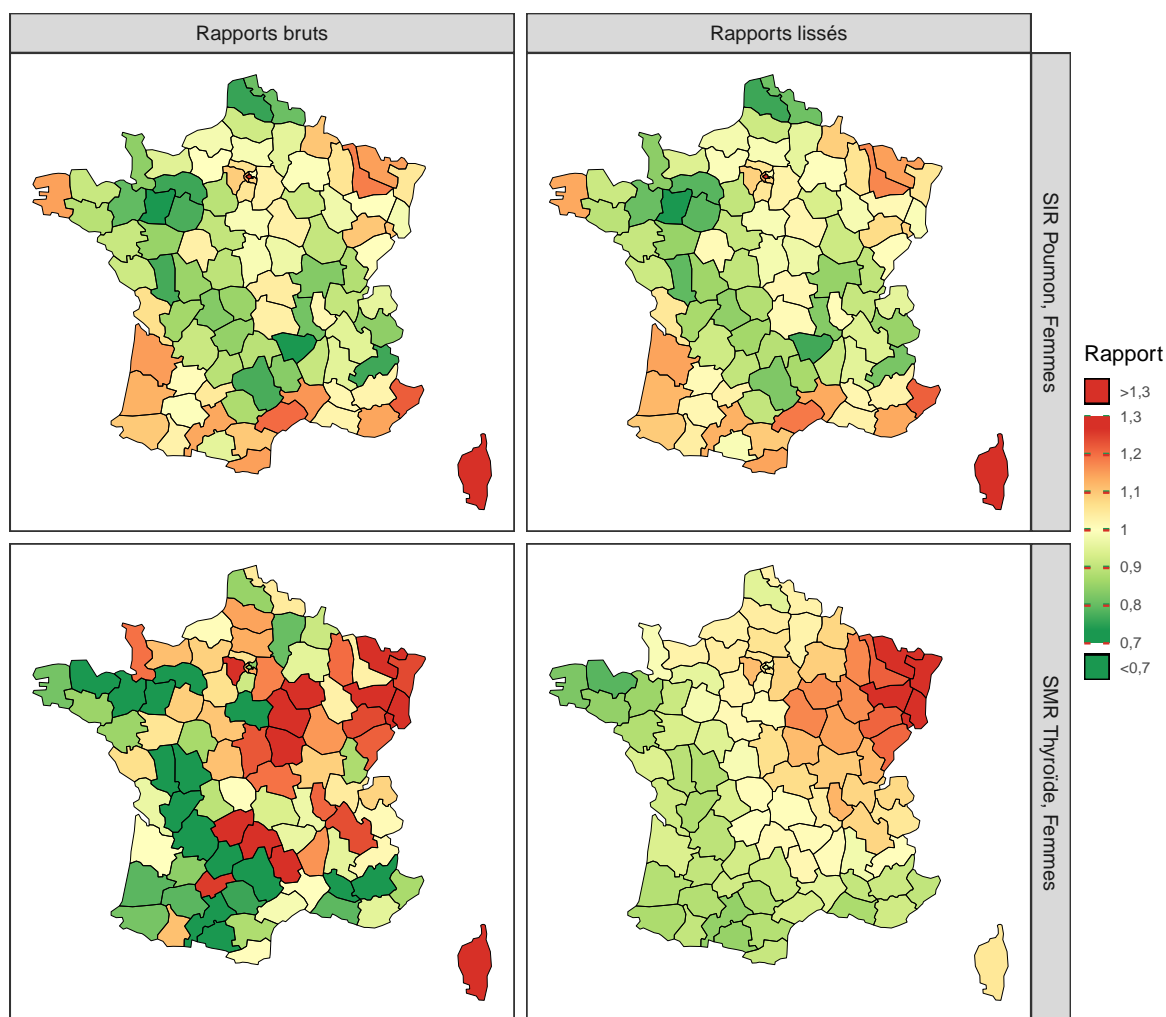 Rapports bruts
Rapports lissés
SIR Poumon, Femmes
SMR Thyroïde, Femmes
Rapport
>1,3
1,3
1,2
1,1
1
0,9
0,8
0,7
<0,7